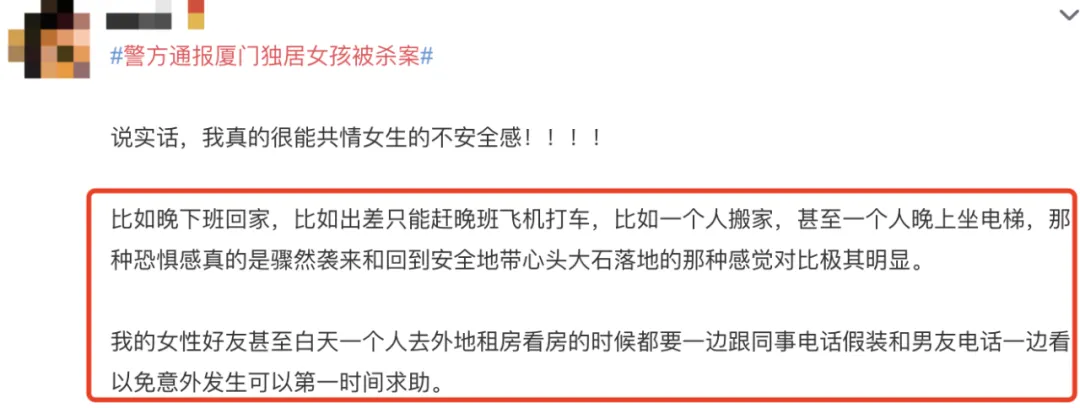 #警方通报厦门独居女孩被杀案#
说实话，我真的很能共情女生的不安全感！！！！
比如晚下班回家，比如出差只能赶晚班飞机打车，比如一个人搬家，甚至一个人晚上坐电梯，那
种恐惧感真的是骤然袭来和回到安全地带心头大石落地的那种感觉对比极其明显。
我的女性好友甚至白天一个人去外地租房看房的时候都要一边跟同事电话假装和男友电话一边看
以免意外发生可以第一时间求助。